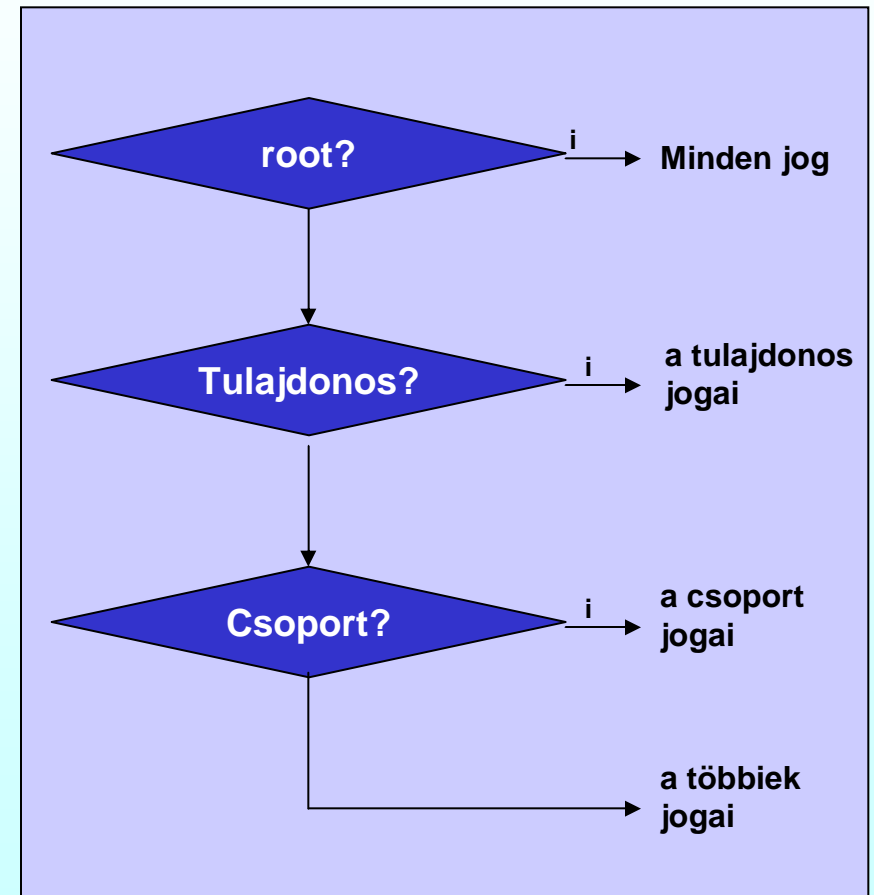 root?
i
Minden jog
Tulajdonos?
i
a tulajdonos
jogai
Csoport?
i
a csoport
jogai
a többiek
jogai